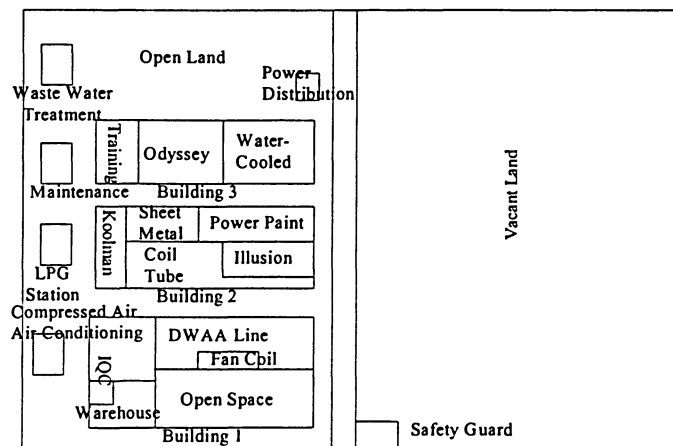 Open Land
Power
Distribution
Waste Water
Treatment
Training
Odyssey
Water-
Cooled
Maintenance
Building 3
Vacant Land
Koolman
Sheet
Metal
Power Paint
Coil
Tube
Illusion
LPG
Station
Building 2
Compressed Air
Air Conditioning
DWAA Line
Fan Coil
IQC
Warehouse
Open Space
Building 1
Safety Guard